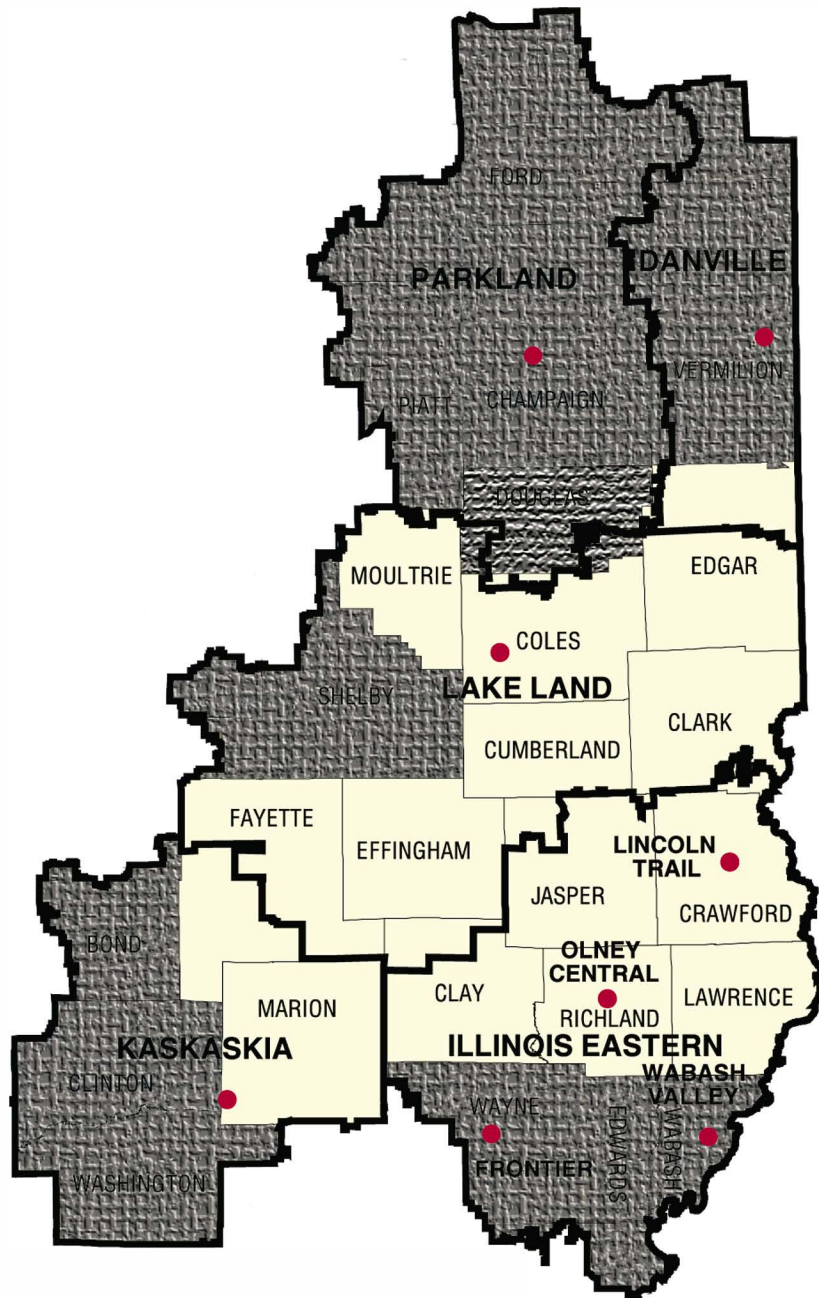 FORD
PARKLAND
DANVILLE
VERMILION
PIATT
CHAMPAIGN
DOUGLAS
MOULTRIE
EDGAR
COLES
SHELBY
LAKE LAND
CLARK
CUMBERLAND
FAYETTE
EFFINGHAM
LINCOLN
TRAIL
JASPER
CRAWFORD
BOND
OLNEY
CENTRAL
CLAY
LAWRENCE
MARION
RICHLAND
KASKASKIA
ILLINOIS EASTERN
CLINTON
WABASH
VALLEY
WAYNE
EDWARDS
WABASH
FRONTIER
WASHINGTON